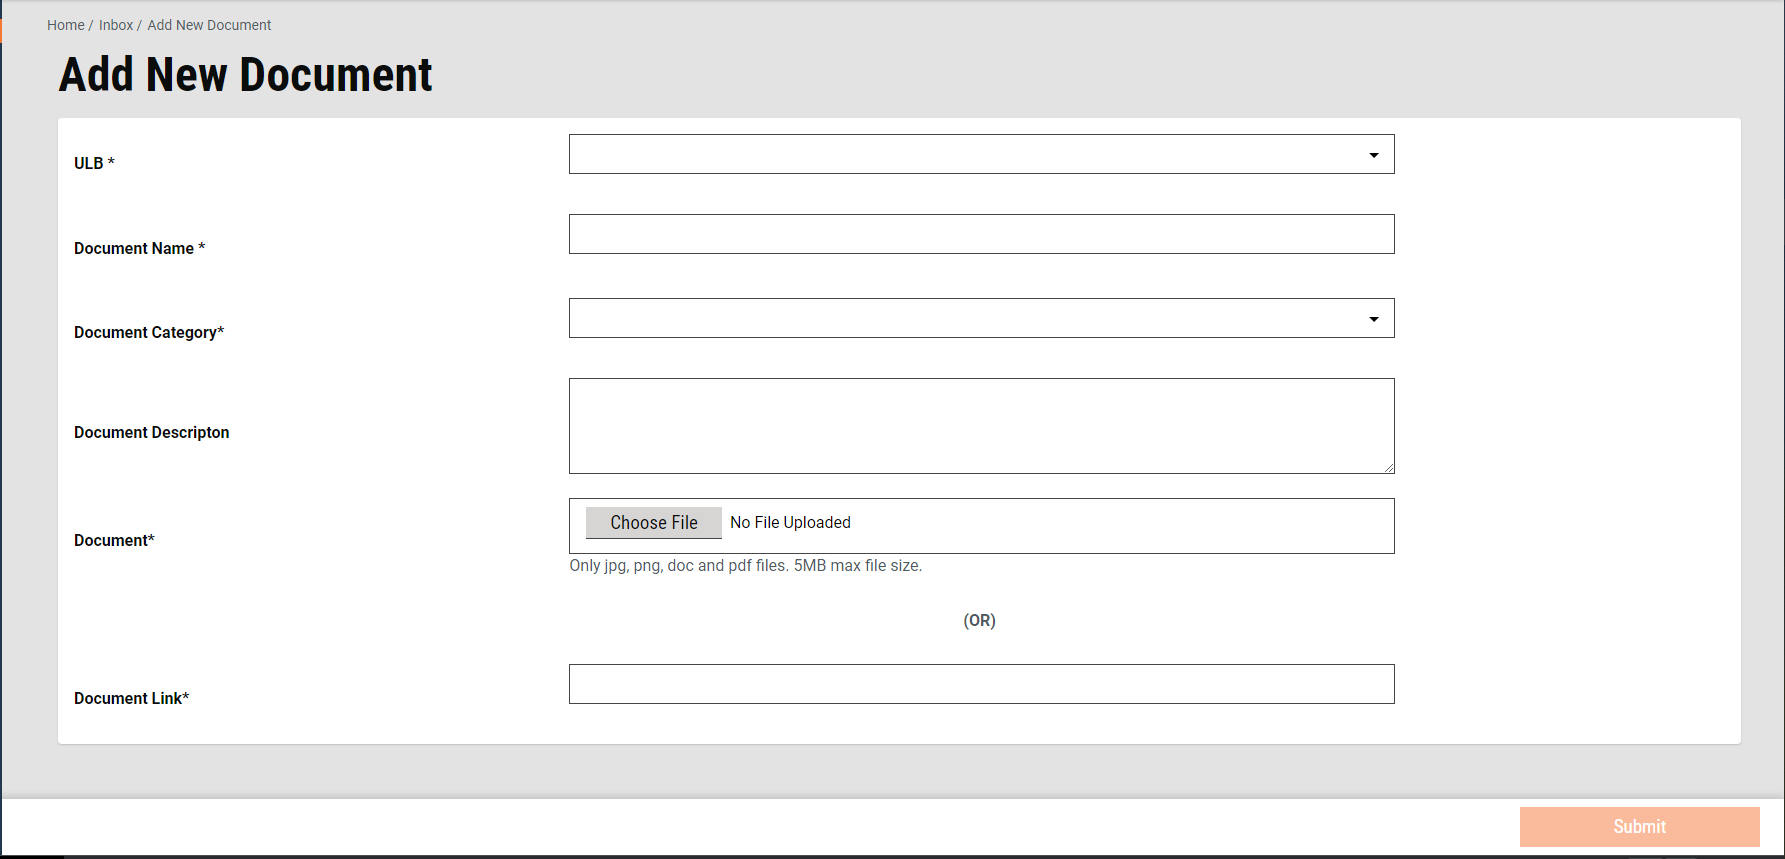 Home / Inbox / Add New Document
Add New Document
ULB *
Document Name *
Document Category*
Document Descripton
Document*
Choose File No File Uploaded
Only jpg, png, doc and pdf files. 5MB max file size.
(OR)
Document Link*
Submit